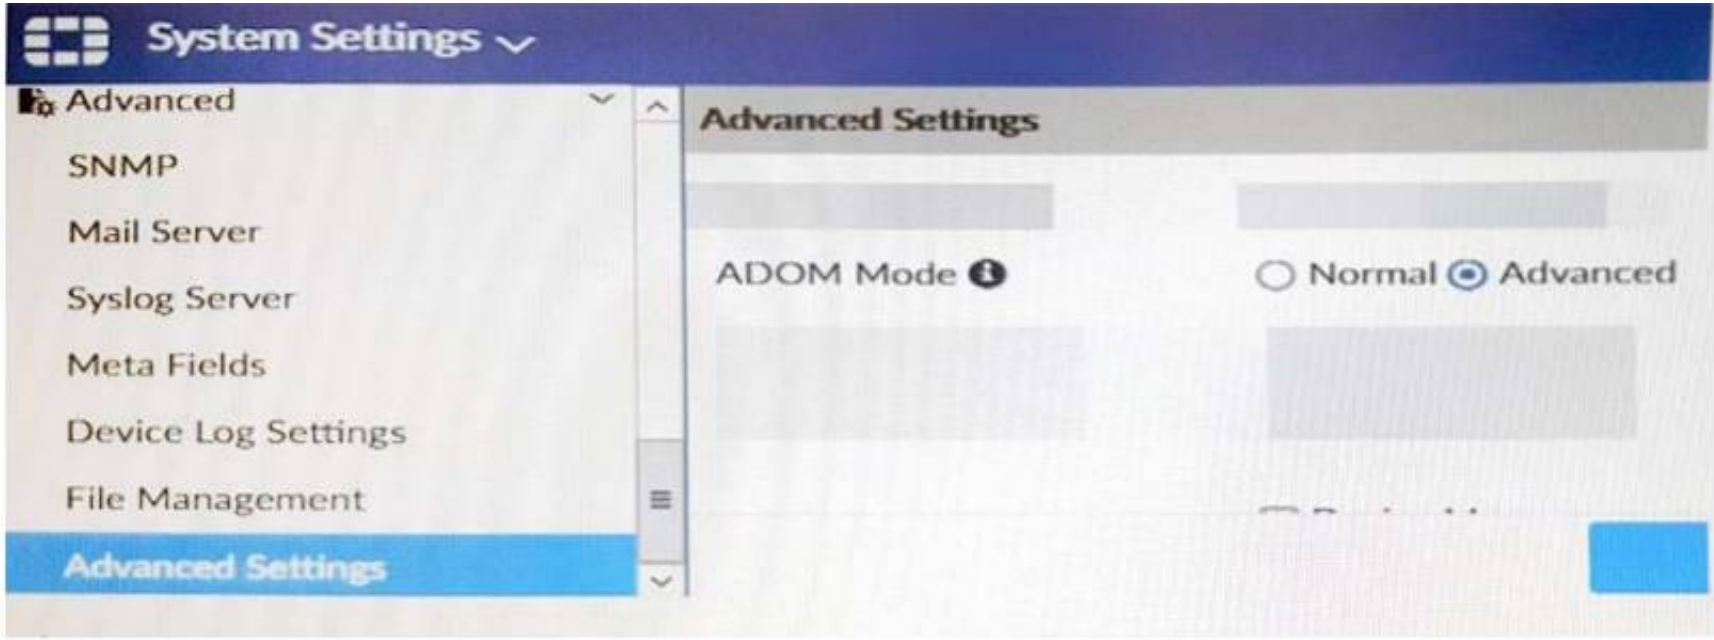 System Settings
Advanced
SNMP
Mail Server
Syslog Server
Meta Fields
Device Log Settings
File Management
Advanced Settings
Advanced Settings
ADOM Mode
Normal Advanced